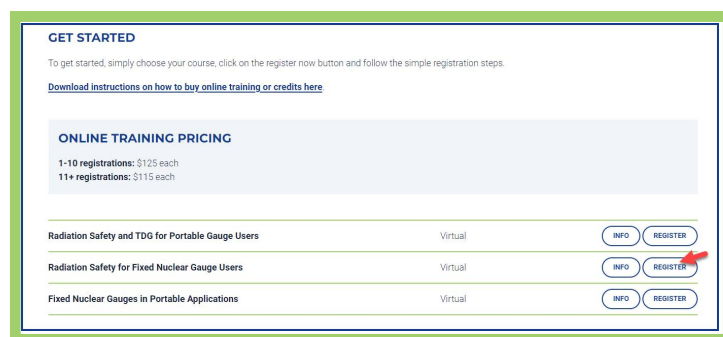 GET STARTED
To get started, simply choose your course, click on the register now button and follow the simple registration steps.
Download instructions on how to buy online training or credits here.
ONLINE TRAINING PRICING
1-10 registrations: $125 each
11+ registrations: $115 each
Radiation Safety and TDG for Portable Gauge Users Virtual INFO REGISTER
Radiation Safety for Fixed Nuclear Gauge Users Virtual INFO REGISTER
Fixed Nuclear Gauges in Portable Applications Virtual INFO REGISTER